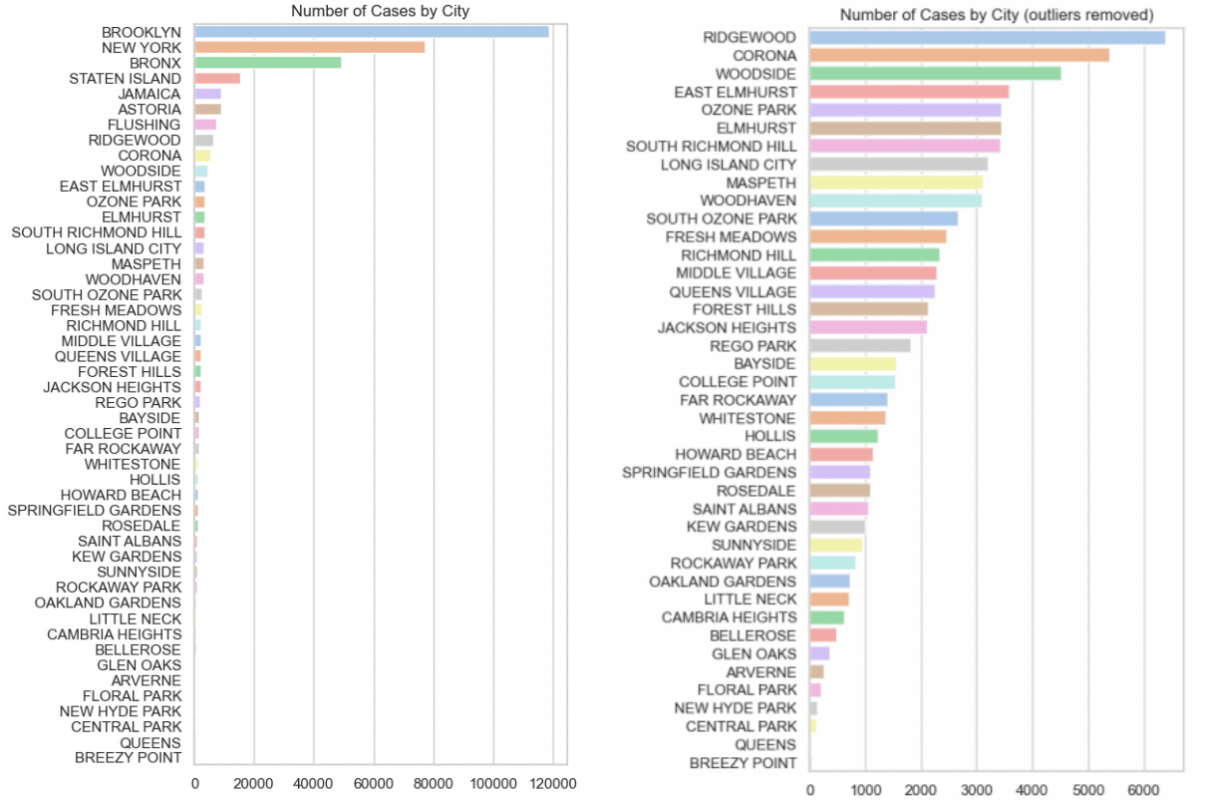 Number of Cases by City
BROOKLYN
NEW YORK
BRONX
STATEN ISLAND
JAMAICA
ASTORIA
FLUSHING
RIDGEWOOD
CORONA
WOODSIDE
EAST ELMHURST
OZONE PARK
ELMHURST
SOUTH RICHMOND HILL
LONG ISLAND CITY
MASPETH
WOODHAVEN
SOUTH OZONE PARK
FRESH MEADOWS
RICHMOND HILL
MIDDLE VILLAGE
QUEENS VILLAGE
FOREST HILLS
JACKSON HEIGHTS
REGO PARK
BAYSIDE
COLLEGE POINT
FAR ROCKAWAY
WHITESTONE
HOLLIS
HOWARD BEACH
SPRINGFIELD GARDENS
ROSEDALE
SAINT ALBANS
KEW GARDENS
SUNNYSIDE
ROCKAWAY PARK
OAKLAND GARDENS
LITTLE NECK
CAMBRIA HEIGHTS
BELLEROSE
GLEN OAKS
ARVERNE
FLORAL PARK
NEW HYDE PARK
CENTRAL PARK
QUEENS
BREEZY POINT
0 20000 40000 60000 80000 100000 120000
Number of Cases by City (outliers removed)
RIDGEWOOD
CORONA
WOODSIDE
EAST ELMHURST
OZONE PARK
ELMHURST
SOUTH RICHMOND HILL
LONG ISLAND CITY
MASPETH
WOODHAVEN
SOUTH OZONE PARK
FRESH MEADOWS
RICHMOND HILL
MIDDLE VILLAGE
QUEENS VILLAGE
FOREST HILLS
JACKSON HEIGHTS
REGO PARK
BAYSIDE
COLLEGE POINT
FAR ROCKAWAY
WHITESTONE
HOLLIS
HOWARD BEACH
SPRINGFIELD GARDENS
ROSEDALE
SAINT ALBANS
KEW GARDENS
SUNNYSIDE
ROCKAWAY PARK
OAKLAND GARDENS
LITTLE NECK
CAMBRIA HEIGHTS
BELLEROSE
GLEN OAKS
ARVERNE
FLORAL PARK
NEW HYDE PARK
CENTRAL PARK
QUEENS
BREEZY POINT
0 1000 2000 3000 4000 5000 6000